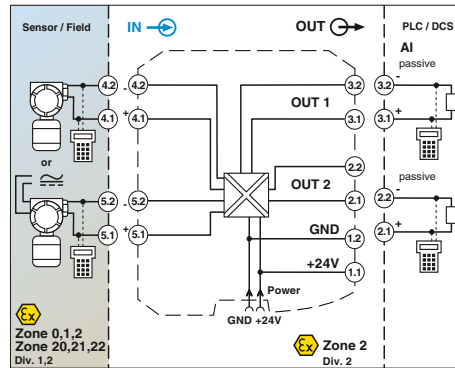 Sensor / Field
IN
OUT
PLC / DCS
AI
passive
4.2 - 4.2
4.1 + 4.1
or
5.2 - 5.2
5.1 + 5.1
OUT 1
3.2
3.1
OUT 2
2.2
2.1
GND
1.2
+24V
1.1
Power
GND +24V
3.2 -
3.1 +
passive
2.2 -
2.1 +
Ex
Zone 0,1,2
Zone 20,21,22
Div. 1,2
Ex Zone 2
Div. 2